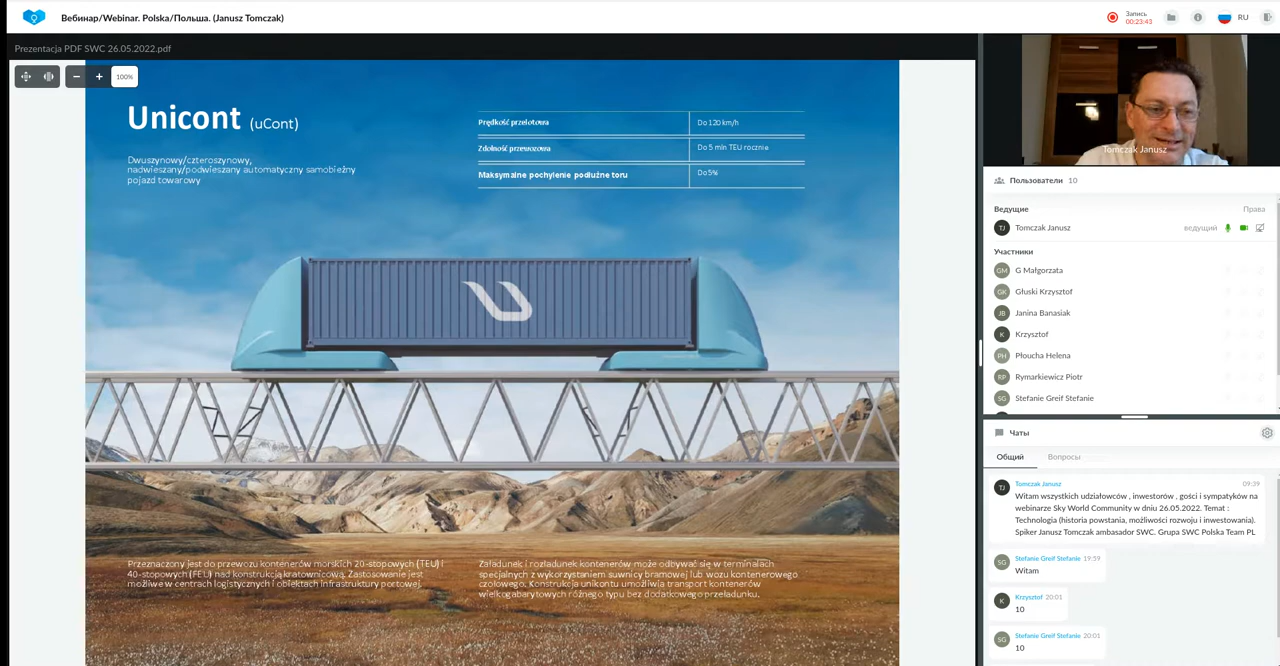 Вебинар/Webinar. Polska/Польша. (Janusz Tomczak)
Запись
00:23:43
RU
Prezentacja PDF SWC 26.05.2022.pdf
100%
Unicont (uCont)
Dwuszynowy/czteroszynowy,
nadwieszany/podwieszany automatyczny samobieżny
pojazd towarowy
Prędkość przelotowa
Do 120 km/h
Zdolność przewozowa
Do 5 mln TEU rocznie
Maksymalne pochylenie podłużne toru
Do 5%
Przeznaczony jest do przewozu kontenerów morskich 20-stopowych (TEU) i
40-stopowych (FEU) nad konstrukcją kratownicową. Zastosowanie jest
możliwe w centrach logistycznych i obiektach infrastruktury portowej.
Załadunek i rozładunek kontenerów może odbywać się w terminalach
specjalnych z wykorzystaniem suwnicy bramowej lub wozu kontenerowego
czołowego. Konstrukcja unikontu umożliwia transport kontenerów
wielkogabarytowych różnego typu bez dodatkowego przeładunku.
Tomczak Janusz
Пользователи 10
Ведущие
Права
TJ
Tomczak Janusz
ведущий
Участники
GM
G Małgorzata
GK
Głuski Krzysztof
JB
Janina Banasiak
K
Krzysztof
PH
Płoucha Helena
RP
Rymarkiewicz Piotr
SG
Stefanie Greif Stefanie
Чаты
Общий
Вопросы
TJ
Tomczak Janusz
09:39
Witam wszystkich udziałowców , inwestorów , gości i sympatyków na
webinarze Sky World Community w dniu 26.05.2022. Temat :
Technologia (historia powstania, możliwości rozwoju i inwestowania).
Spiker Janusz Tomczak ambasador SWC. Grupa SWC Polska Team PL
SG
Stefanie Greif Stefanie 19:59
Witam
K
Krzysztof 20:01
10
SG
Stefanie Greif Stefanie 20:01
10